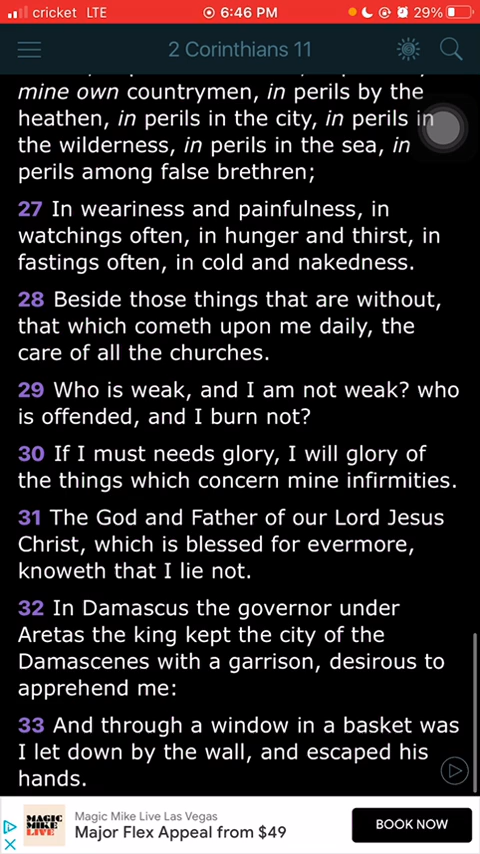 cricket LTE
6:46 PM
29%
2 Corinthians 11
mine own countrymen, in perils by the
heathen, in perils in the city, in perils in
the wilderness, in perils in the sea, in
perils among false brethren;
27 In weariness and painfulness, in
watchings often, in hunger and thirst, in
fastings often, in cold and nakedness.
28 Beside those things that are without,
that which cometh upon me daily, the
care of all the churches.
29 Who is weak, and I am not weak? who
is offended, and I burn not?
30 If I must needs glory, I will glory of
the things which concern mine infirmities.
31 The God and Father of our Lord Jesus
Christ, which is blessed for evermore,
knoweth that I lie not.
32 In Damascus the governor under
Aretas the king kept the city of the
Damascenes with a garrison, desirous to
apprehend me:
33 And through a window in a basket was
I let down by the wall, and escaped his
hands.
MAGIC
MIKE
LIVE
Magic Mike Live Las Vegas
Major Flex Appeal from $49
BOOK NOW